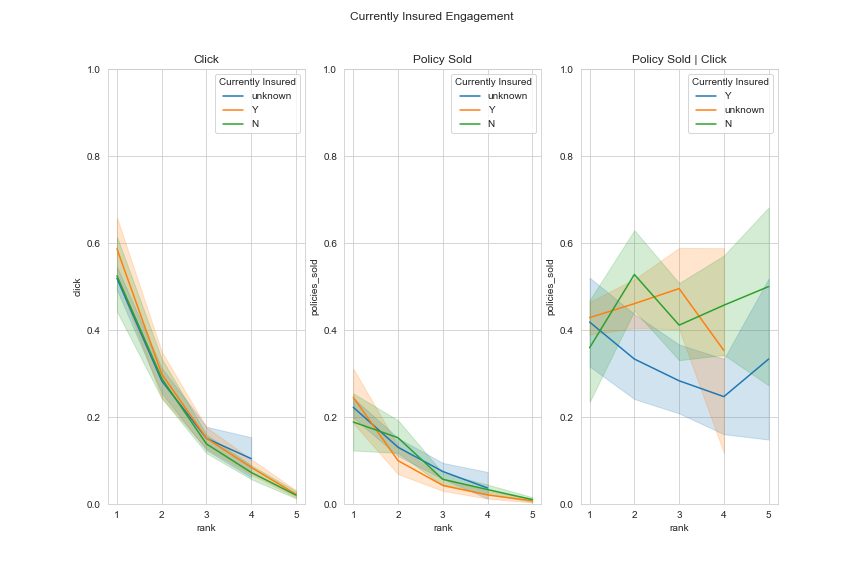 Currently Insured Engagement
Click
Policy Sold
Policy Sold | Click
1.0
0.8
0.6
0.4
0.2
0.0
click
1 2 3 4 5
rank
Currently Insured
unknown
Y
N
1.0
0.8
0.6
0.4
0.2
0.0
policies_sold
1 2 3 4 5
rank
Currently Insured
unknown
Y
N
1.0
0.8
0.6
0.4
0.2
0.0
policies_sold
1 2 3 4 5
rank
Currently Insured
Y
unknown
N